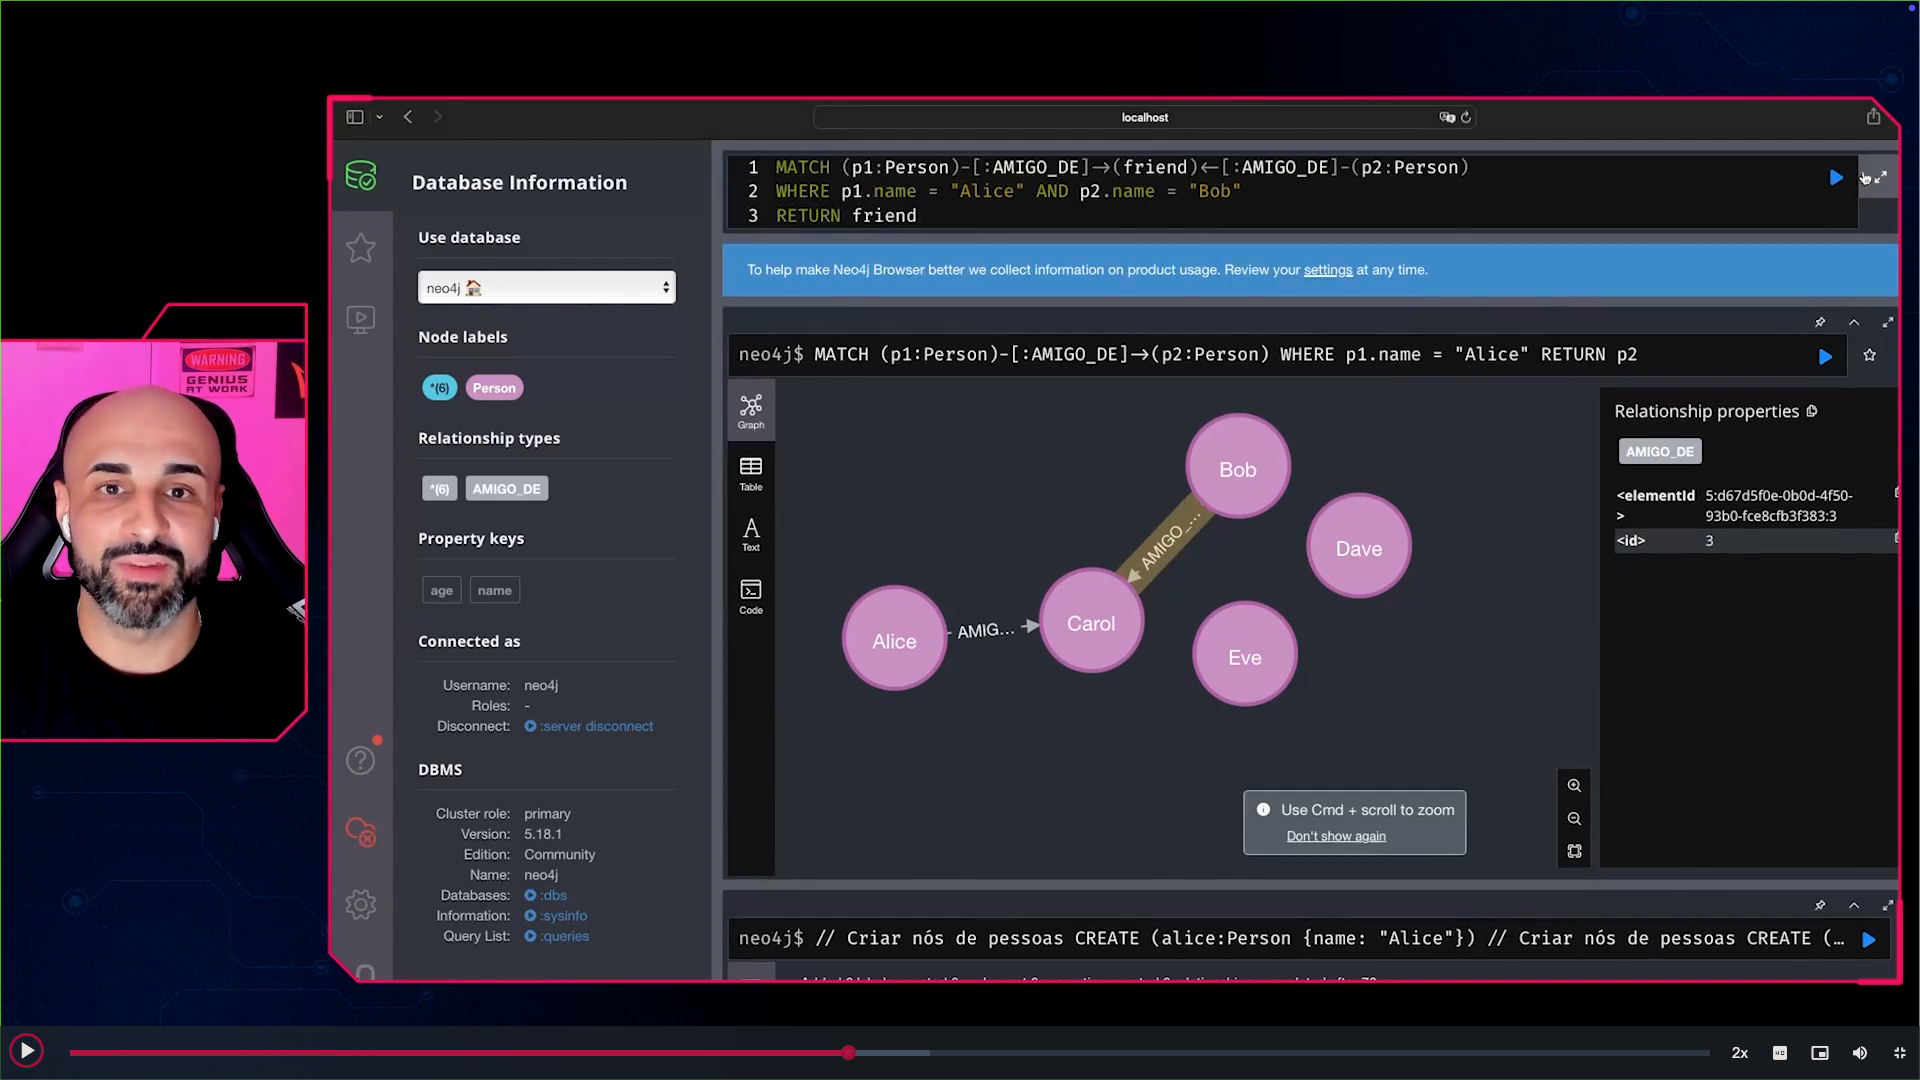 localhost
Database Information
Use database
neo4j
Node labels
*(6) Person
Relationship types
*(6) AMIGO_DE
Property keys
age name
Connected as
Username: neo4j
Roles: -
Disconnect: :server disconnect
DBMS
Cluster role: primary
Version: 5.18.1
Edition: Community
Name: neo4j
Databases: :dbs
Information: :sysinfo
Query List: :queries
1 MATCH (p1:Person)-[:AMIGO_DE]->(friend)<-[:AMIGO_DE]-(p2:Person)
2 WHERE p1.name = "Alice" AND p2.name = "Bob"
3 RETURN friend
To help make Neo4j Browser better we collect information on product usage. Review your settings at any time.
neo4j$ MATCH (p1:Person)-[:AMIGO_DE]->(p2:Person) WHERE p1.name = "Alice" RETURN p2
Graph
Table
Text
Code
Bob
AMIGO_...
Dave
Alice
AMIG...
Carol
Eve
Use Cmd + scroll to zoom
Don't show again
Relationship properties
AMIGO_DE
<elementId> 5:d67d5f0e-0b0d-4f50-
93b0-fce8cfb3f383:3
<id> 3
neo4j$ // Criar nós de pessoas CREATE (alice:Person {name: "Alice"}) // Criar nós de pessoas CREATE (...
WARNING
GENIUS
AT WORK
2x